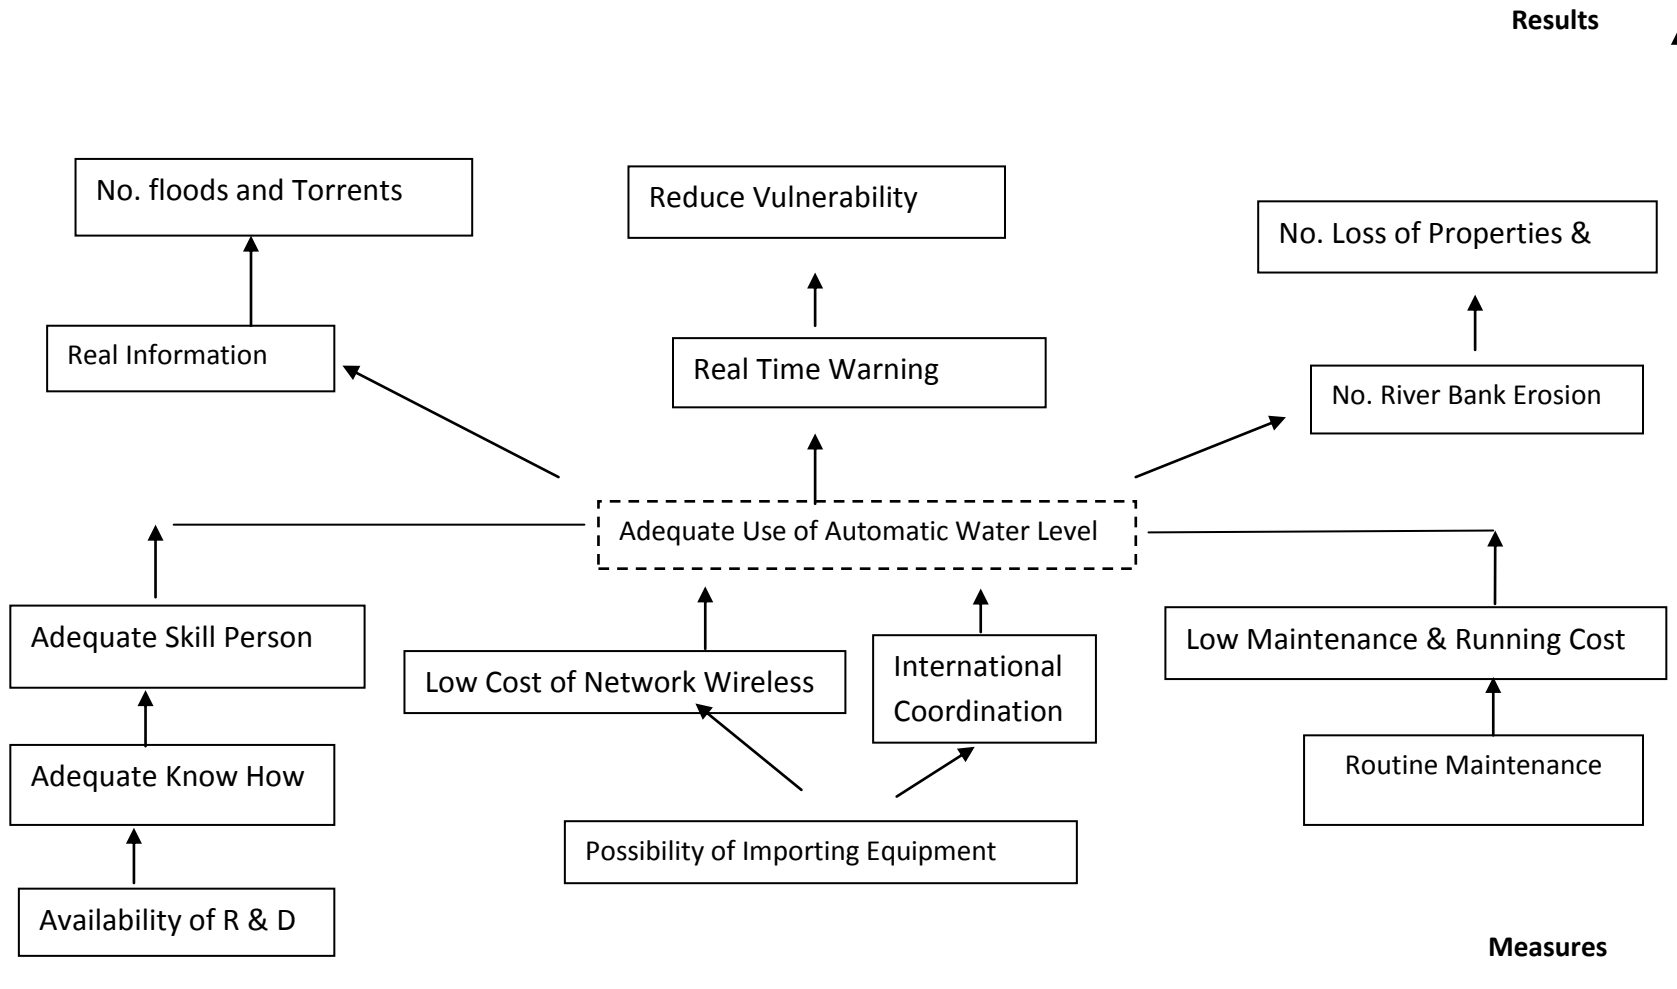 Results
No. floods and Torrents
Reduce Vulnerability
No. Loss of Properties &
Real Information
Real Time Warning
No. River Bank Erosion
Adequate Use of Automatic Water Level
Adequate Skill Person
Low Cost of Network Wireless
International
Coordination
Low Maintenance & Running Cost
Adequate Know How
Routine Maintenance
Possibility of Importing Equipment
Availability of R & D
Measures